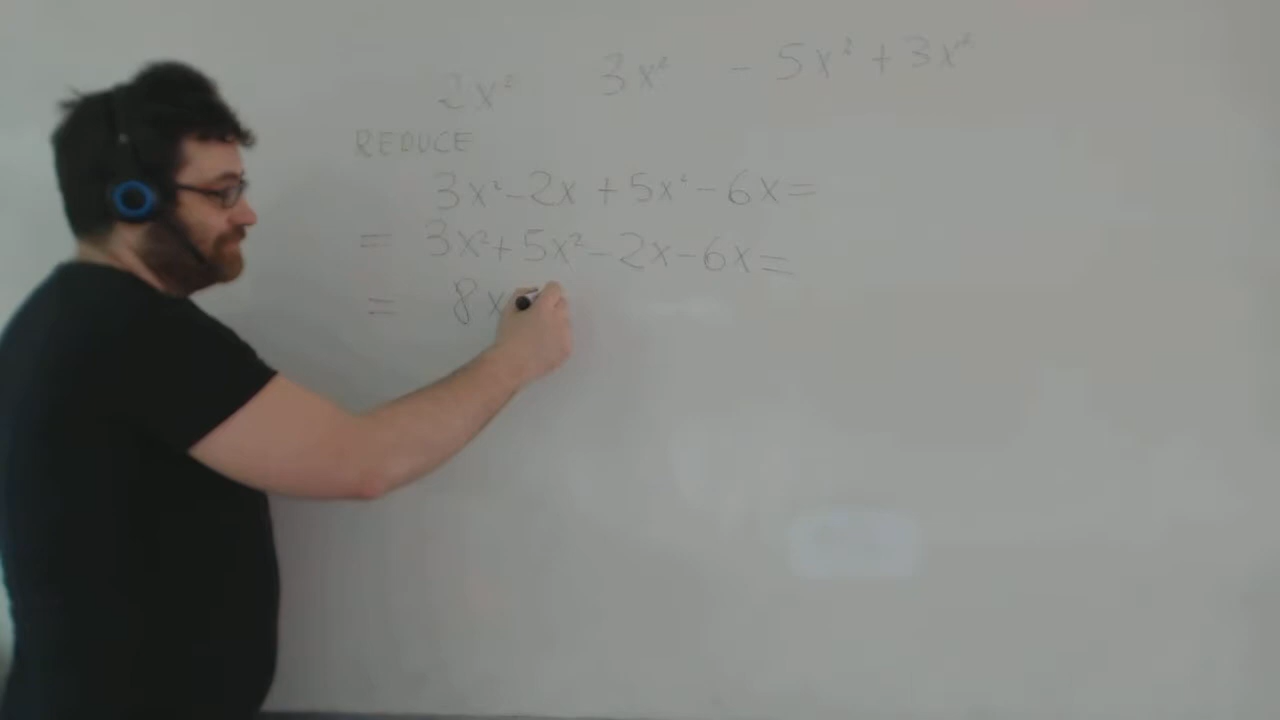 2x² 3x² - 5x² + 3x²
REDUCE
3x² - 2x + 5x² - 6x =
= 3x² + 5x² - 2x - 6x =
= 8x